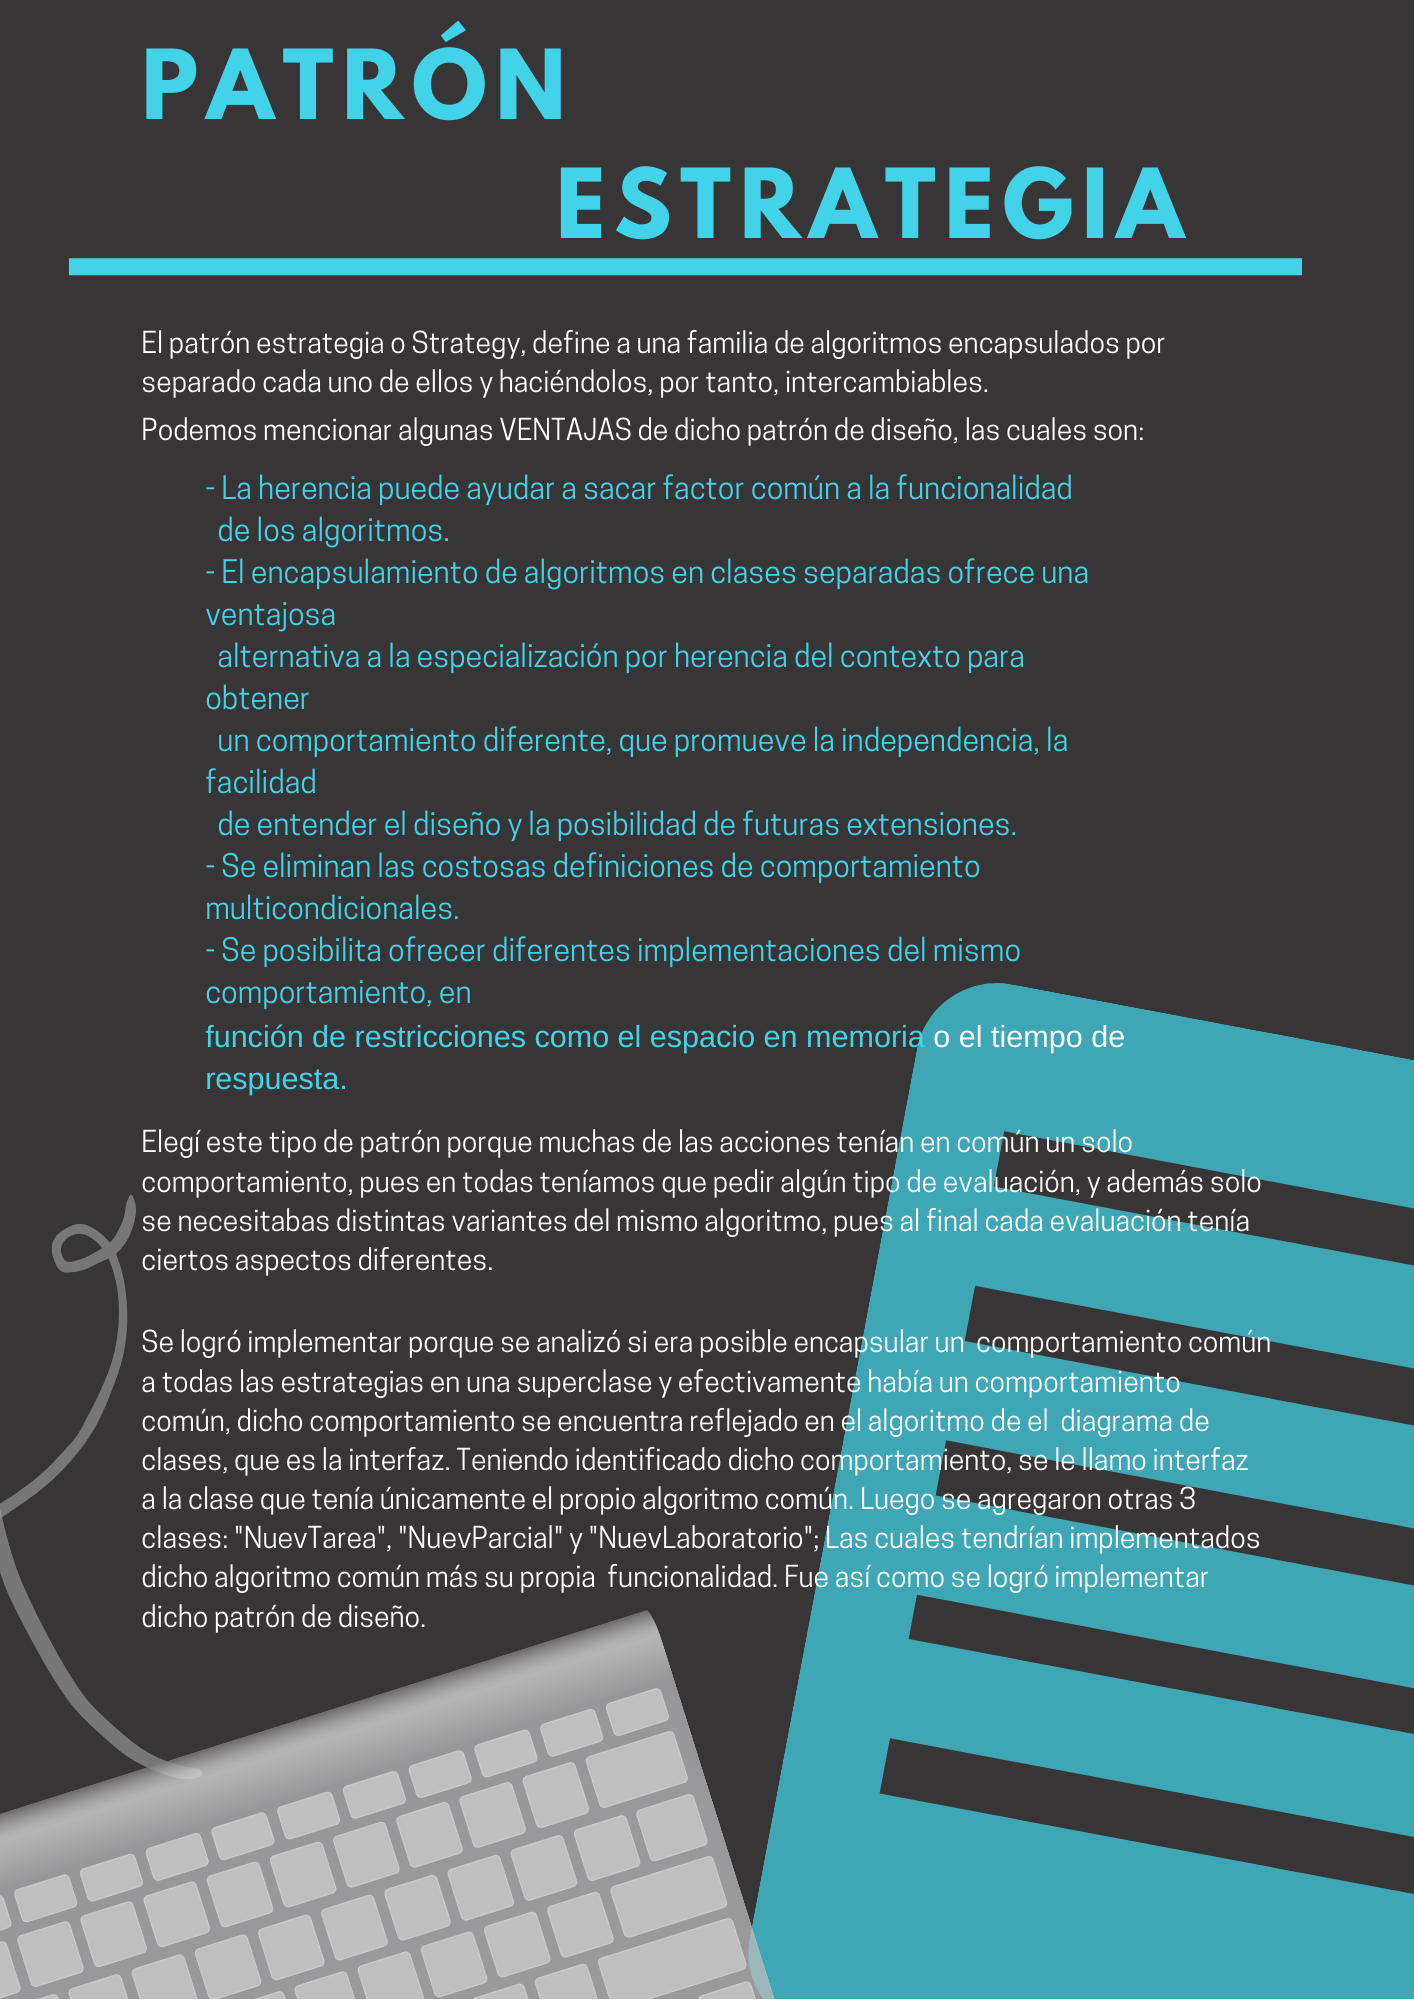 PATRÓN
ESTRATEGIA
El patrón estrategia o Strategy, define a una familia de algoritmos encapsulados por
separado cada uno de ellos y haciéndolos, por tanto, intercambiables.
Podemos mencionar algunas VENTAJAS de dicho patrón de diseño, las cuales son:
- La herencia puede ayudar a sacar factor común a la funcionalidad
de los algoritmos.
- El encapsulamiento de algoritmos en clases separadas ofrece una
ventajosa
alternativa a la especialización por herencia del contexto para
obtener
un comportamiento diferente, que promueve la independencia, la
facilidad
de entender el diseño y la posibilidad de futuras extensiones.
- Se eliminan las costosas definiciones de comportamiento
multicondicionales.
- Se posibilita ofrecer diferentes implementaciones del mismo
comportamiento, en
función de restricciones como el espacio en memoria o el tiempo de
respuesta.
Elegí este tipo de patrón porque muchas de las acciones tenían en común un solo
comportamiento, pues en todas teníamos que pedir algún tipo de evaluación, y además solo
se necesitabas distintas variantes del mismo algoritmo, pues al final cada evaluación tenía
ciertos aspectos diferentes.
Se logró implementar porque se analizó si era posible encapsular un comportamiento común
a todas las estrategias en una superclase y efectivamente había un comportamiento
común, dicho comportamiento se encuentra reflejado en el algoritmo de el diagrama de
clases, que es la interfaz. Teniendo identificado dicho comportamiento, se le llamo interfaz
a la clase que tenía únicamente el propio algoritmo común. Luego se agregaron otras 3
clases: "NuevTarea", "NuevParcial" y "NuevLaboratorio"; Las cuales tendrían implementados
dicho algoritmo común más su propia funcionalidad. Fue así como se logró implementar
dicho patrón de diseño.